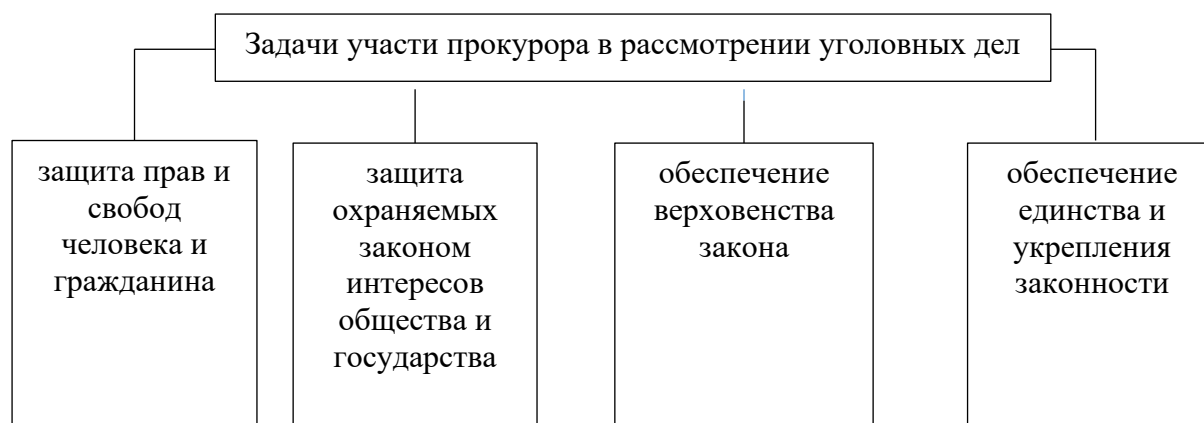 Задачи участи прокурора в рассмотрении уголовных дел
защита прав и
свобод
человека и
гражданина
защита
охраняемых
законом
интересов
общества и
государства
обеспечение
верховенства
закона
обеспечение
единства и
укрепления
законности